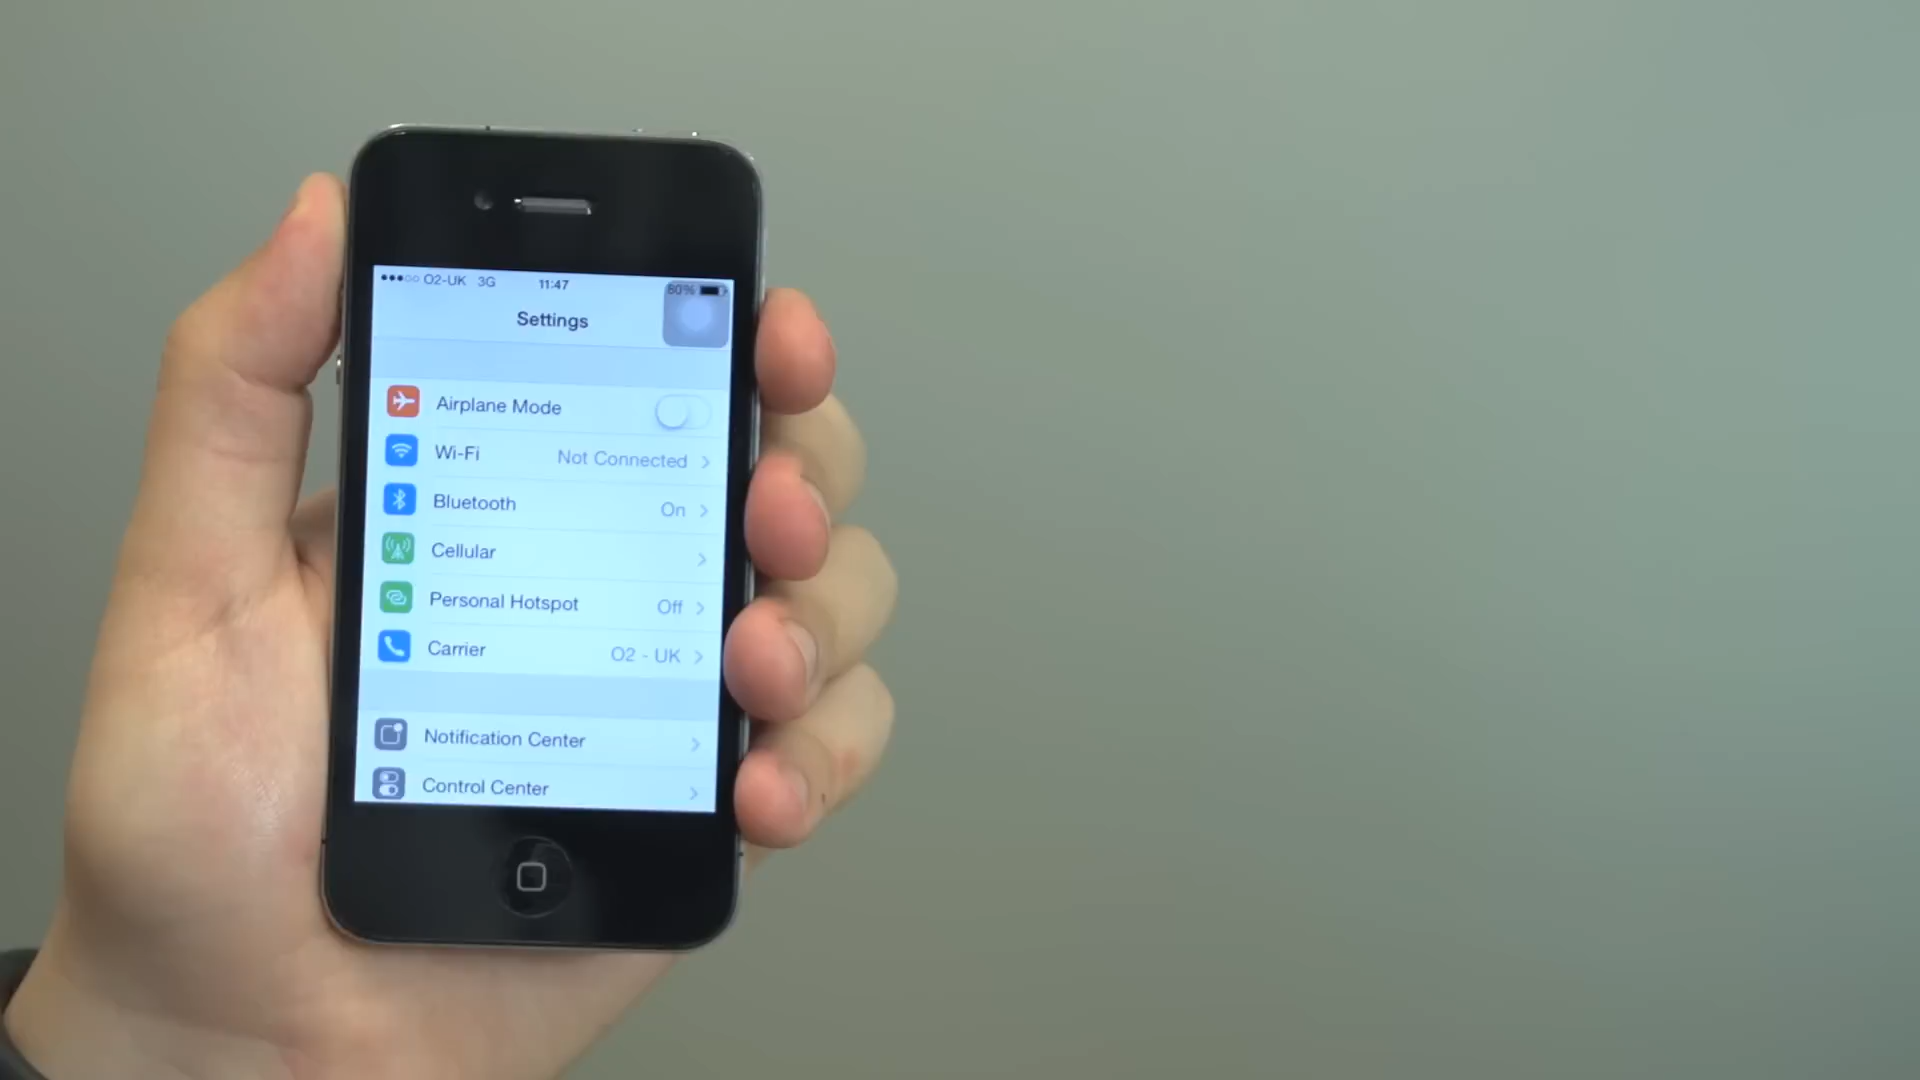 O2-UK 3G 11:47 80%
Settings
Airplane Mode
Wi-Fi Not Connected
Bluetooth On
Cellular
Personal Hotspot Off
Carrier O2 - UK
Notification Center
Control Center